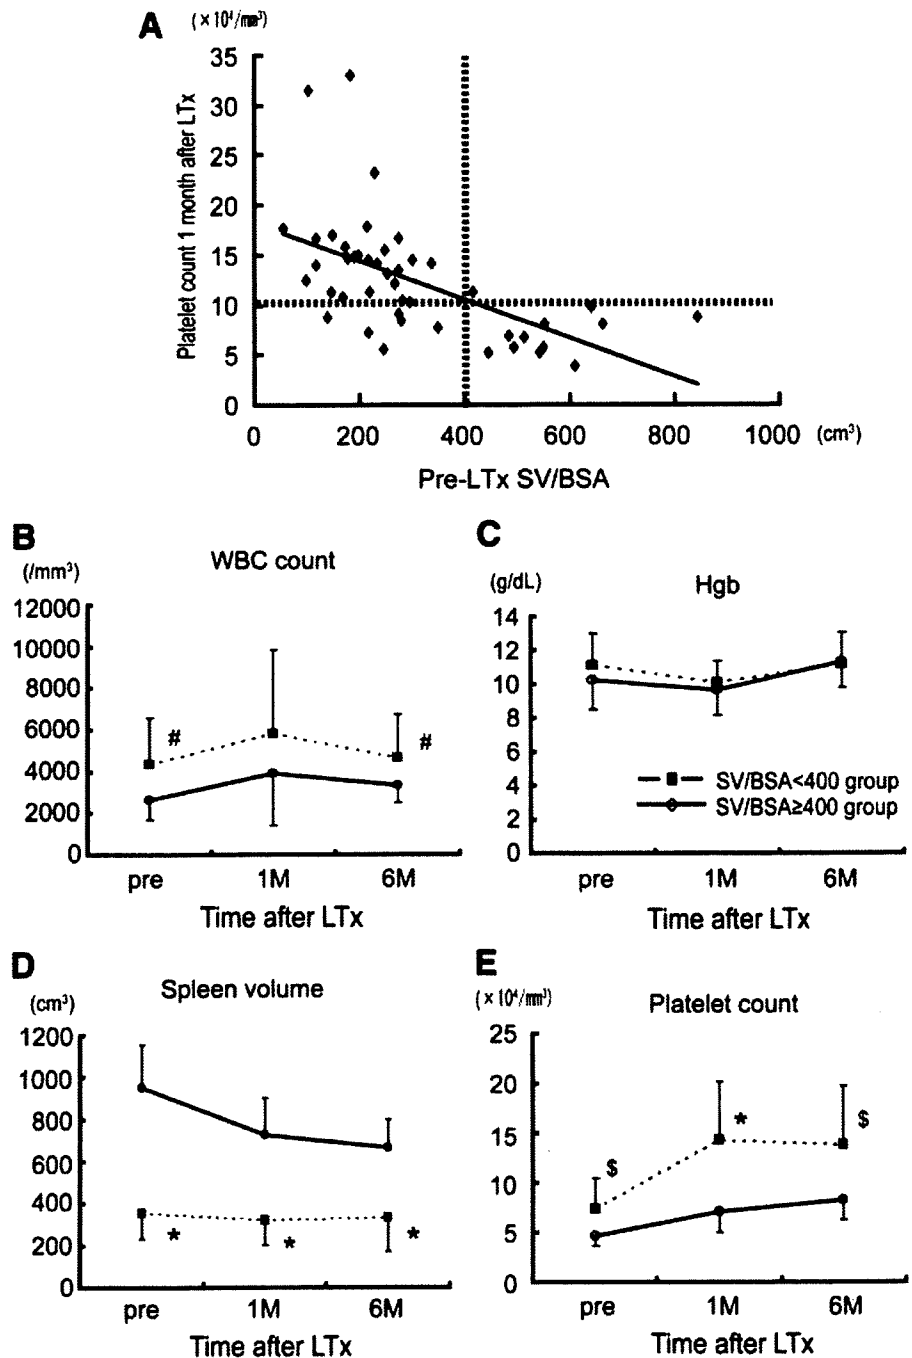 A
(×10⁴/mm³)
Platelet count 1 month after LTx
35
30
25
20
15
10
5
0
0 200 400 600 800 1000 (cm³)
Pre-LTx SV/BSA
B
WBC count
(/mm³)
12000
10000
8000
6000
4000
2000
0
# #
pre 1M 6M
Time after LTx
C
Hgb
(g/dL)
14
12
10
8
6
4
2
0
SV/BSA<400 group
SV/BSA≥400 group
pre 1M 6M
Time after LTx
D
Spleen volume
(cm³)
1200
1000
800
600
400
200
0
* * *
pre 1M 6M
Time after LTx
E
Platelet count
(×10⁴/mm³)
25
20
15
10
5
0
$ * $
pre 1M 6M
Time after LTx